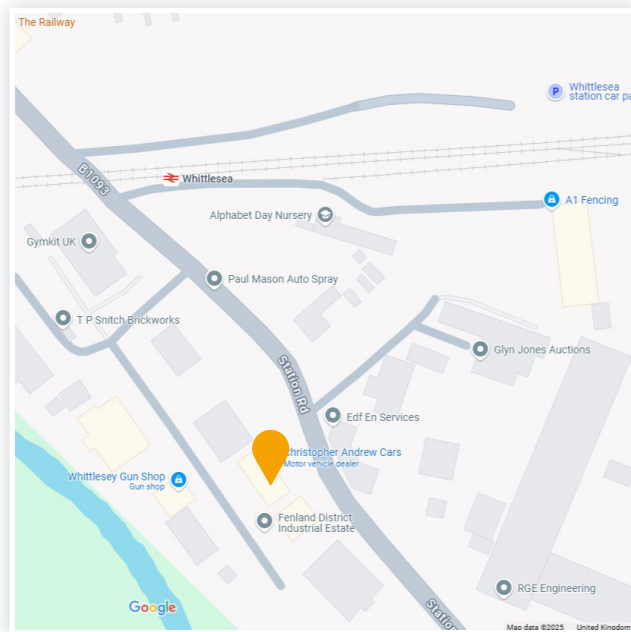 The Railway
Whittlesea
station car pa
P
B1093
Whittlesea
A1 Fencing
Alphabet Day Nursery
Gymkit UK
Paul Mason Auto Spray
T P Snitch Brickworks
Glyn Jones Auctions
Station Rd
Edf En Services
christopher Andrew Cars
Motor vehicle dealer
Whittlesey Gun Shop
Gun shop
Fenland District
Industrial Estate
RGE Engineering
Google
Station
Map data ©2025 United Kingdom